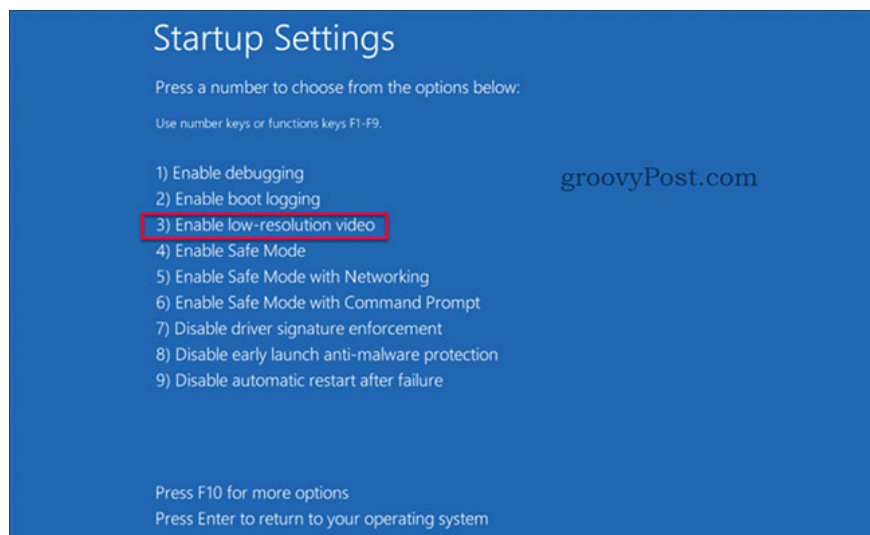 Startup Settings
Press a number to choose from the options below:
Use number keys or functions keys F1-F9.
1) Enable debugging
2) Enable boot logging
groovyPost.com
3) Enable low-resolution video
4) Enable Safe Mode
5) Enable Safe Mode with Networking
6) Enable Safe Mode with Command Prompt
7) Disable driver signature enforcement
8) Disable early launch anti-malware protection
9) Disable automatic restart after failure
Press F10 for more options
Press Enter to return to your operating system